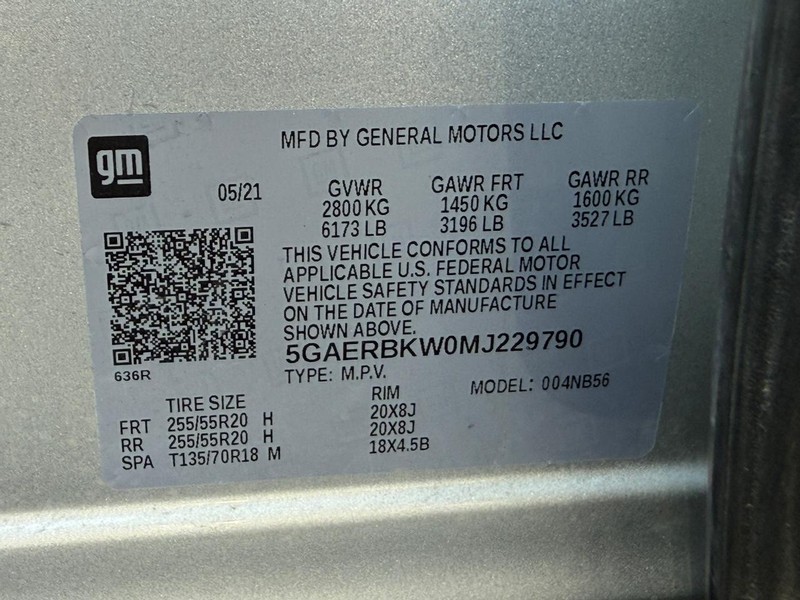 gm
MFD BY GENERAL MOTORS LLC
05/21 GVWR GAWR FRT GAWR RR
2800 KG 1450 KG 1600 KG
6173 LB 3196 LB 3527 LB
THIS VEHICLE CONFORMS TO ALL
APPLICABLE U.S. FEDERAL MOTOR
VEHICLE SAFETY STANDARDS IN EFFECT
ON THE DATE OF MANUFACTURE
SHOWN ABOVE.
5GAERBKW0MJ229790
636R
TYPE: M.P.V. MODEL: 004NB56
TIRE SIZE RIM
FRT 255/55R20 H 20X8J
RR 255/55R20 H 20X8J
SPA T135/70R18 M 18X4.5B